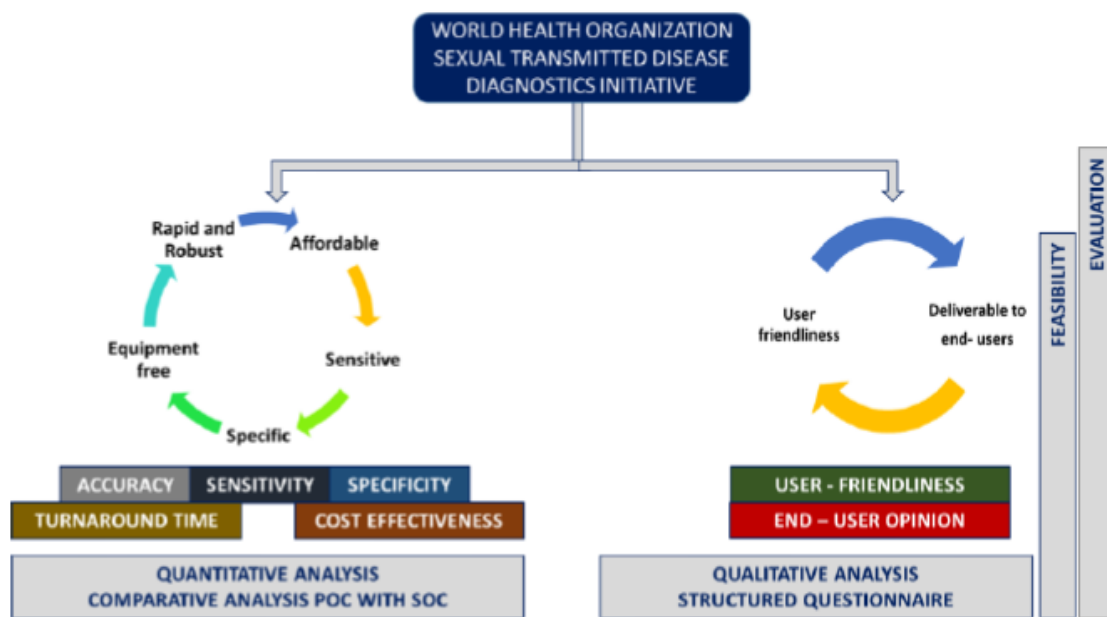 WORLD HEALTH ORGANIZATION
SEXUAL TRANSMITTED DISEASE
DIAGNOSTICS INITIATIVE
Rapid and
Robust
Affordable
Equipment
free
Sensitive
Specific
User
friendliness
Deliverable to
end- users
FEASIBILITY
EVALUATION
ACCURACY
SENSITIVITY
SPECIFICITY
TURNAROUND TIME
COST EFFECTIVENESS
USER - FRIENDLINESS
END – USER OPINION
QUANTITATIVE ANALYSIS
COMPARATIVE ANALYSIS POC WITH SOC
QUALITATIVE ANALYSIS
STRUCTURED QUESTIONNAIRE